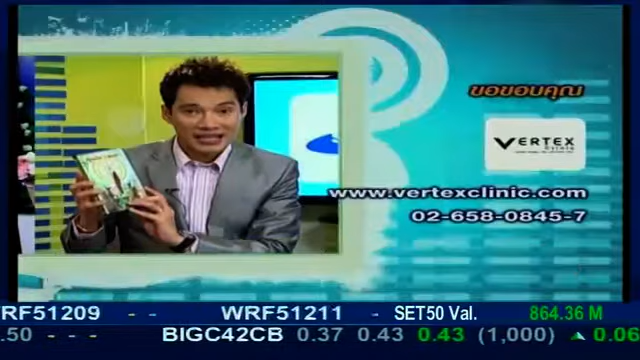 ขอขอบคุณ
VERTEX
www.vertexclinic.com
02-658-0845-7
RF51209 - - WRF51211 - SET50 Val. 864.36 M
.50 - - - BIGC42CB 0.37 0.43 0.43 (1,000) ▲ 0.06